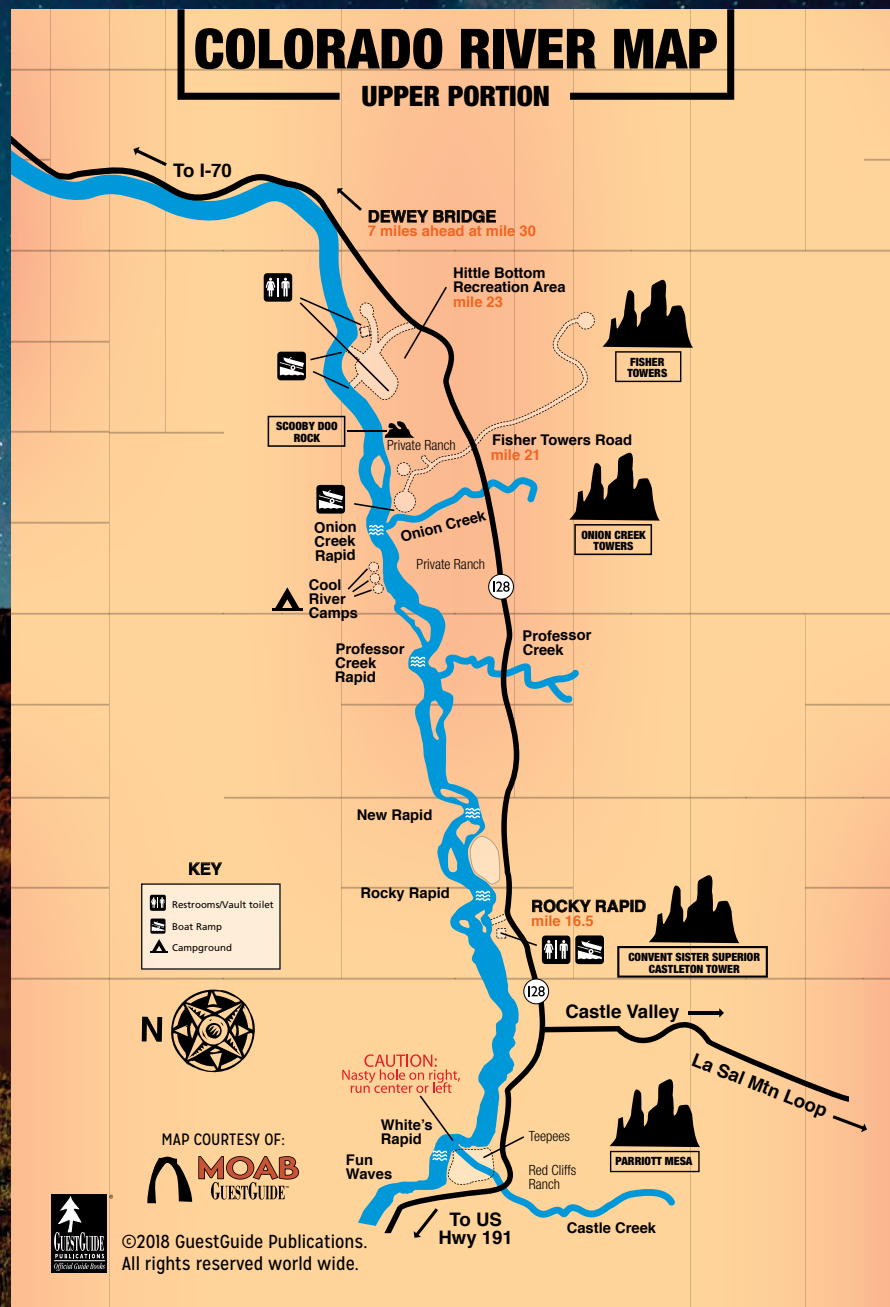 COLORADO RIVER MAP
UPPER PORTION
To I-70
DEWEY BRIDGE
7 miles ahead at mile 30
Hittle Bottom
Recreation Area
mile 23
FISHER
TOWERS
SCOOBY DOO
ROCK
Private Ranch
Fisher Towers Road
mile 21
Onion
Creek
Rapid
Onion Creek
ONION CREEK
TOWERS
Private Ranch
128
Cool
River
Camps
Professor
Creek
Professor
Creek
Rapid
New Rapid
KEY
Restrooms/Vault toilet
Boat Ramp
Campground
Rocky Rapid
ROCKY RAPID
mile 16.5
CONVENT SISTER SUPERIOR
CASTLETON TOWER
128
N
Castle Valley
La Sal Mtn Loop
CAUTION:
Nasty hole on right,
run center or left
White's
Rapid
Fun
Waves
Teepees
Red Cliffs
Ranch
PARRIOTT MESA
To US
Hwy 191
Castle Creek
MAP COURTESY OF:
MOAB
GUESTGUIDE™
GUESTGUIDE
PUBLICATIONS
Official Guide Books
®
©2018 GuestGuide Publications.
All rights reserved world wide.